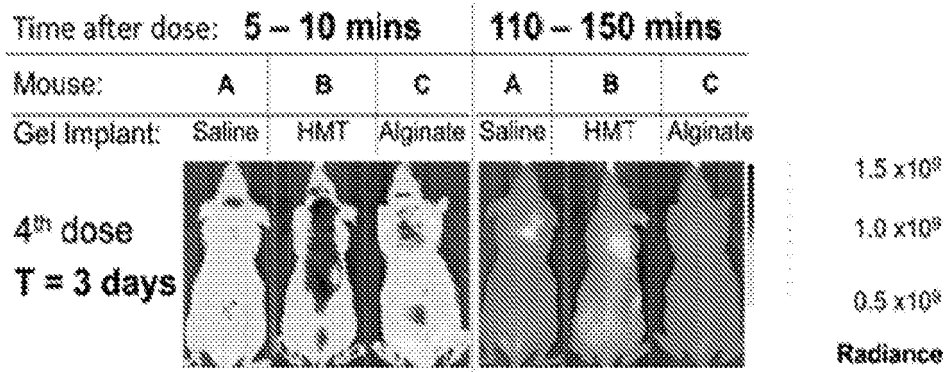 Time after dose: 5 – 10 mins 110 – 150 mins
Mouse: A B C A B C
Gel Implant: Saline HMT Alginate Saline HMT Alginate
4th dose
T = 3 days
1.5 x10⁹
1.0 x10⁹
0.5 x10⁹
Radiance